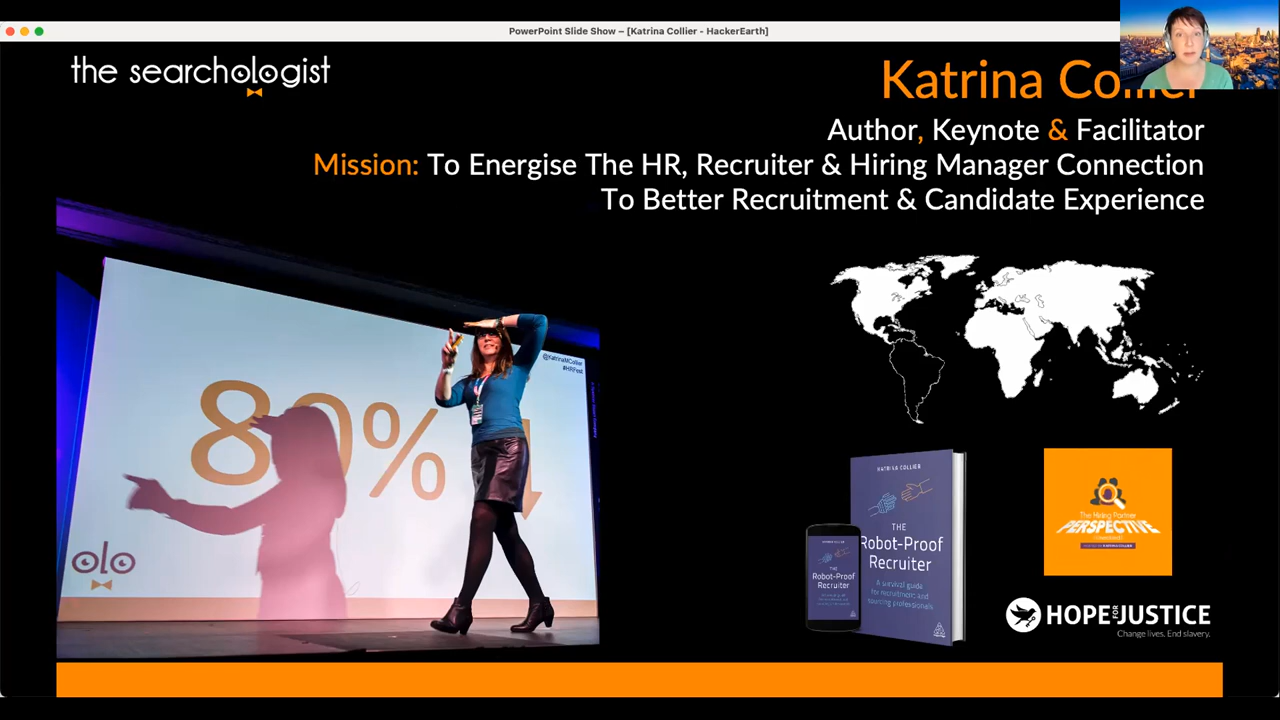 PowerPoint Slide Show – [Katrina Collier - HackerEarth]
the searchologist
Katrina Collier
Author, Keynote & Facilitator
Mission: To Energise The HR, Recruiter & Hiring Manager Connection
To Better Recruitment & Candidate Experience
@KatrinaMCollier
#HRFest
80%
olo
KATRINA COLLIER
THE
Robot-Proof
Recruiter
A survival guide
for recruitment and
sourcing professionals
THE
Robot-Proof
Recruiter
The Hiring Partner
PERSPECTIVE
HOPE FOR JUSTICE
Change lives. End slavery.